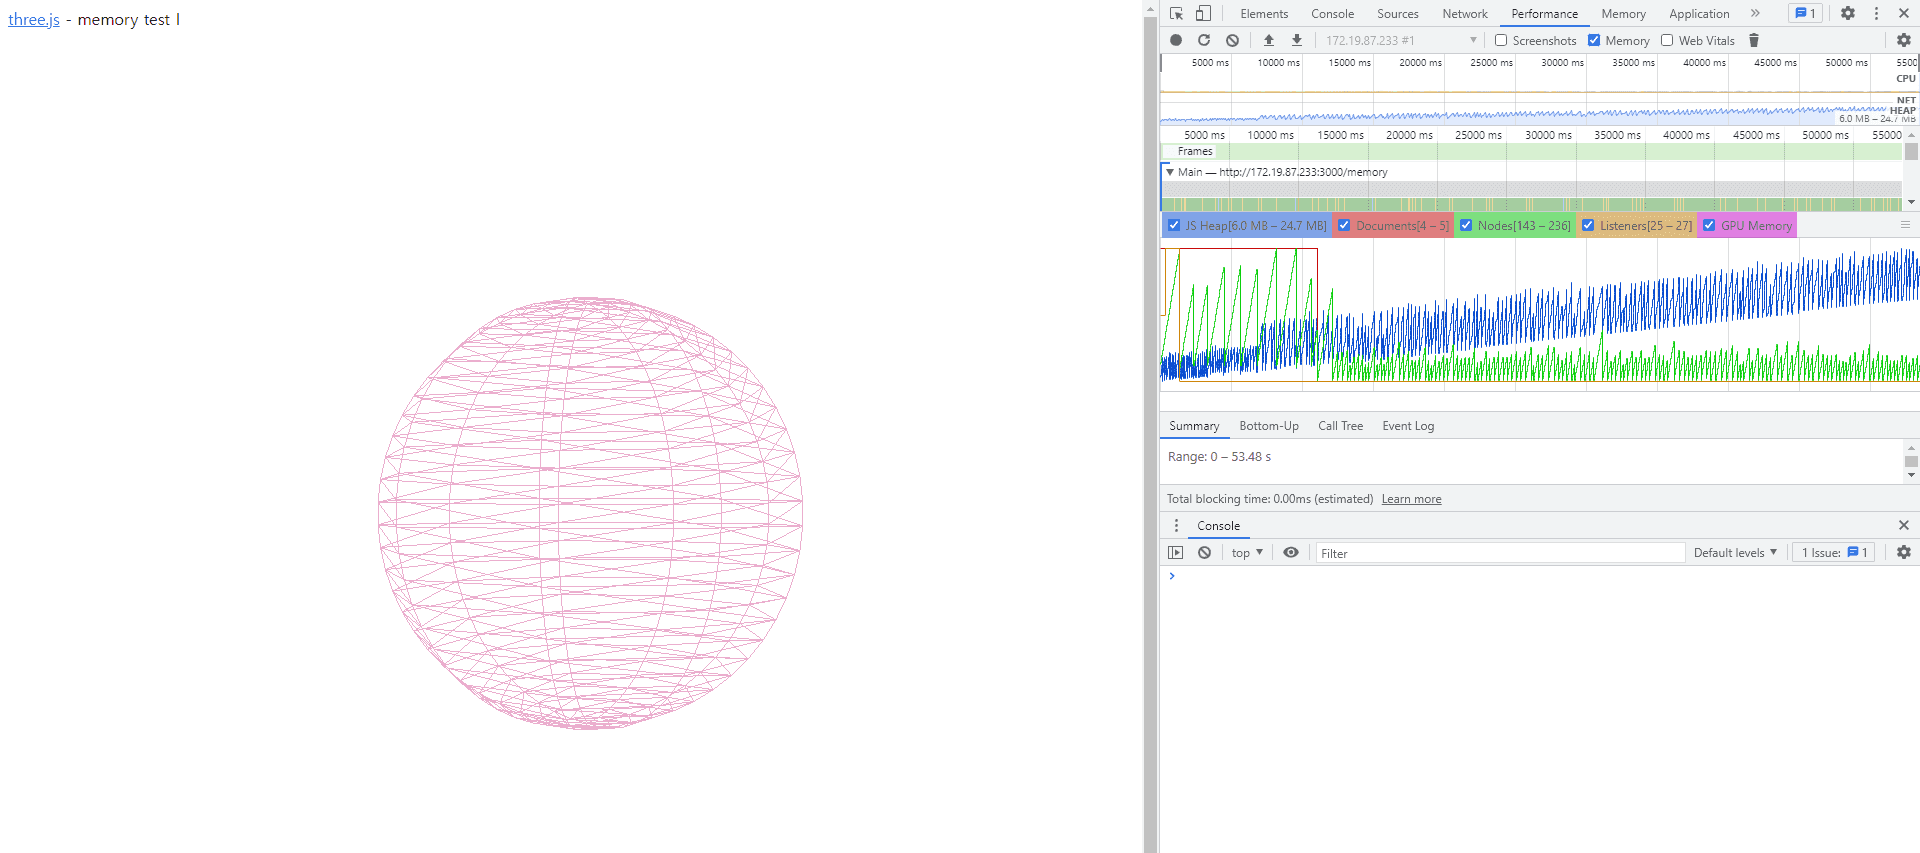 three.js - memory test I
Elements Console Sources Network Performance Memory Application » 1
172.19.87.233 #1 Screenshots Memory Web Vitals
5000 ms 10000 ms 15000 ms 20000 ms 25000 ms 30000 ms 35000 ms 40000 ms 45000 ms 50000 ms 5500
CPU
NET
HEAP
6.0 MB – 24.7 MB
5000 ms 10000 ms 15000 ms 20000 ms 25000 ms 30000 ms 35000 ms 40000 ms 45000 ms 50000 ms 55000
Frames
Main — http://172.19.87.233:3000/memory
JS Heap[6.0 MB – 24.7 MB] Documents[4 – 5] Nodes[143 – 236] Listeners[25 – 27] GPU Memory
Summary Bottom-Up Call Tree Event Log
Range: 0 – 53.48 s
Total blocking time: 0.00ms (estimated) Learn more
Console
top Filter Default levels 1 Issue: 1